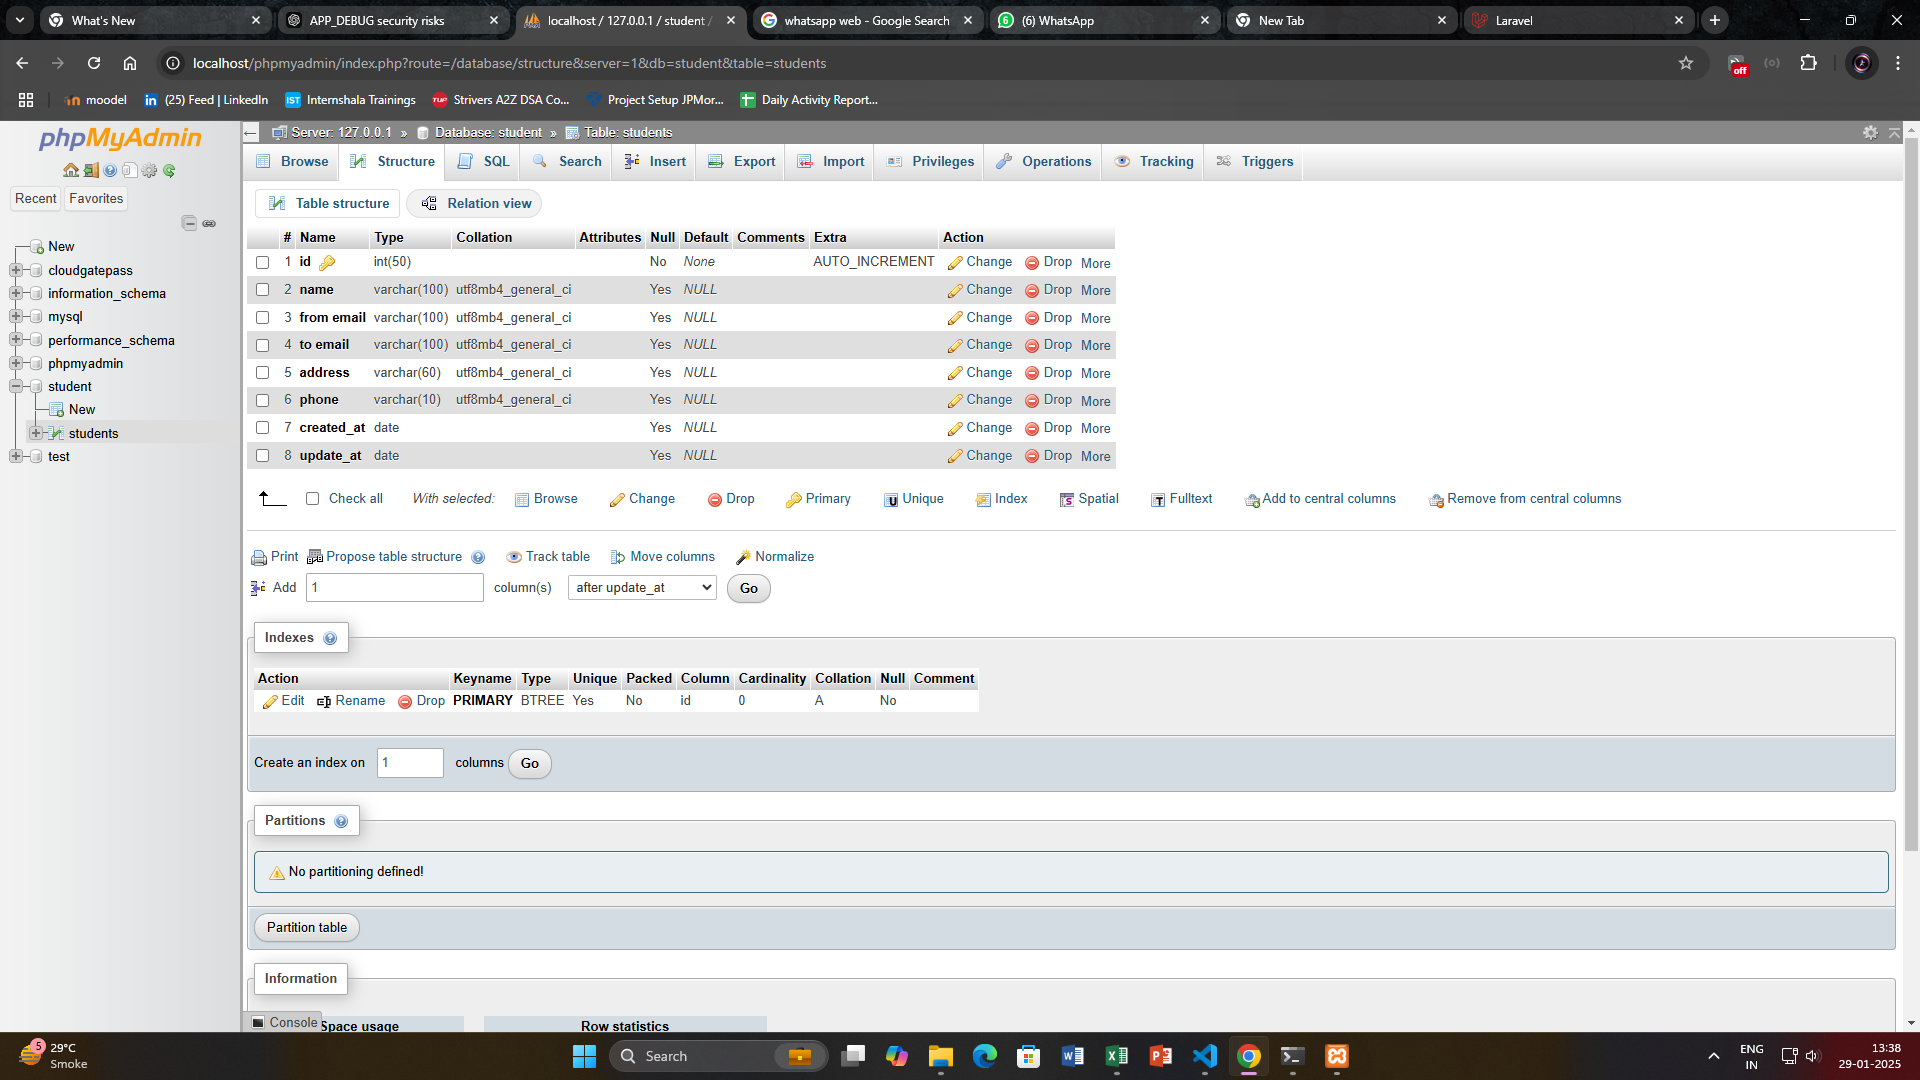 What's New
APP_DEBUG security risks
localhost / 127.0.0.1 / student /
whatsapp web - Google Search
(6) WhatsApp
New Tab
Laravel
localhost/phpmyadmin/index.php?route=/database/structure&server=1&db=student&table=students
off
moodel
(25) Feed | LinkedIn
Internshala Trainings
Strivers A2Z DSA Co...
Project Setup JPMor...
Daily Activity Report...
phpMyAdmin
Recent Favorites
New
cloudgatepass
information_schema
mysql
performance_schema
phpmyadmin
student
New
students
test
Server: 127.0.0.1 » Database: student » Table: students
Browse Structure SQL Search Insert Export Import Privileges Operations Tracking Triggers
Table structure Relation view
# Name Type Collation Attributes Null Default Comments Extra Action
1 id int(50) No None AUTO_INCREMENT Change Drop More
2 name varchar(100) utf8mb4_general_ci Yes NULL Change Drop More
3 from email varchar(100) utf8mb4_general_ci Yes NULL Change Drop More
4 to email varchar(100) utf8mb4_general_ci Yes NULL Change Drop More
5 address varchar(60) utf8mb4_general_ci Yes NULL Change Drop More
6 phone varchar(10) utf8mb4_general_ci Yes NULL Change Drop More
7 created_at date Yes NULL Change Drop More
8 update_at date Yes NULL Change Drop More
Check all With selected: Browse Change Drop Primary Unique Index Spatial Fulltext Add to central columns Remove from central columns
Print Propose table structure Track table Move columns Normalize
Add 1 column(s) after update_at Go
Indexes
Action Keyname Type Unique Packed Column Cardinality Collation Null Comment
Edit Rename Drop PRIMARY BTREE Yes No id 0 A No
Create an index on 1 columns Go
Partitions
No partitioning defined!
Partition table
Information
Console
Space usage
Row statistics
5
29°C
Smoke
Search
ENG
IN
13:38
29-01-2025